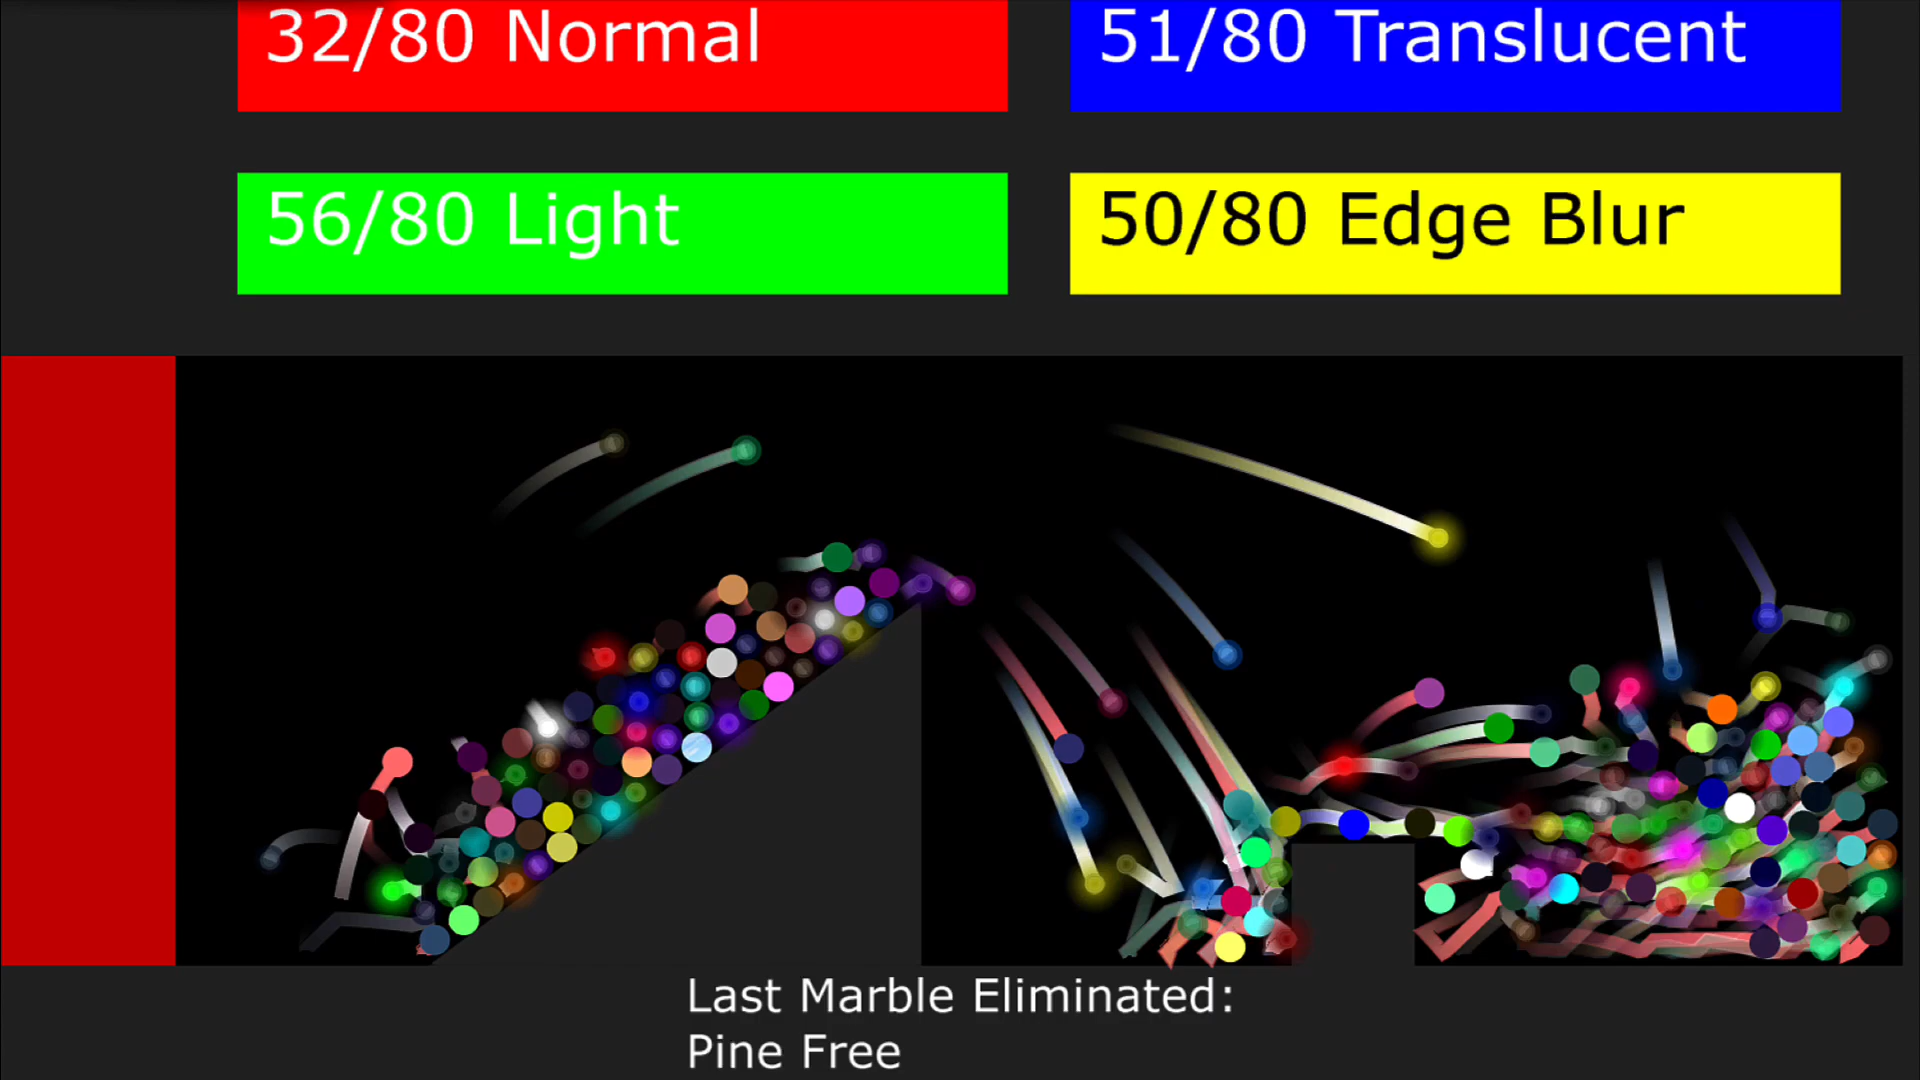 32/80 Normal
51/80 Translucent
56/80 Light
50/80 Edge Blur
Last Marble Eliminated:
Pine Free